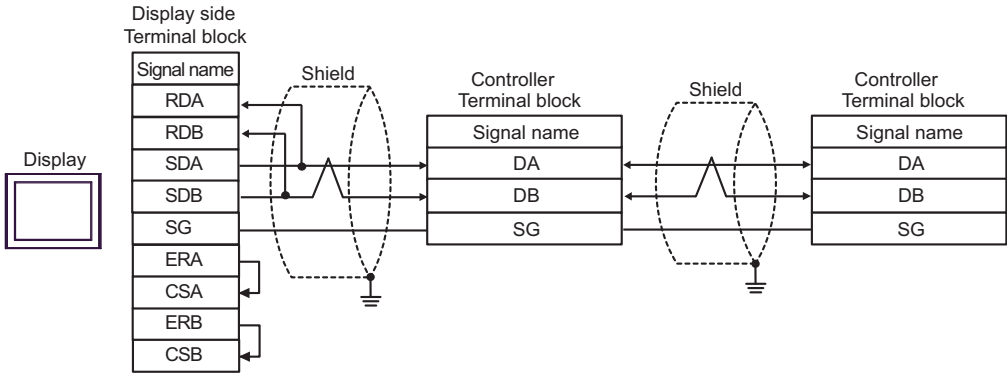 Display side
Terminal block
Signal name
RDA
RDB
SDA
SDB
SG
ERA
CSA
ERB
CSB
Display
Shield
Controller
Terminal block
Signal name
DA
DB
SG
Shield
Controller
Terminal block
Signal name
DA
DB
SG